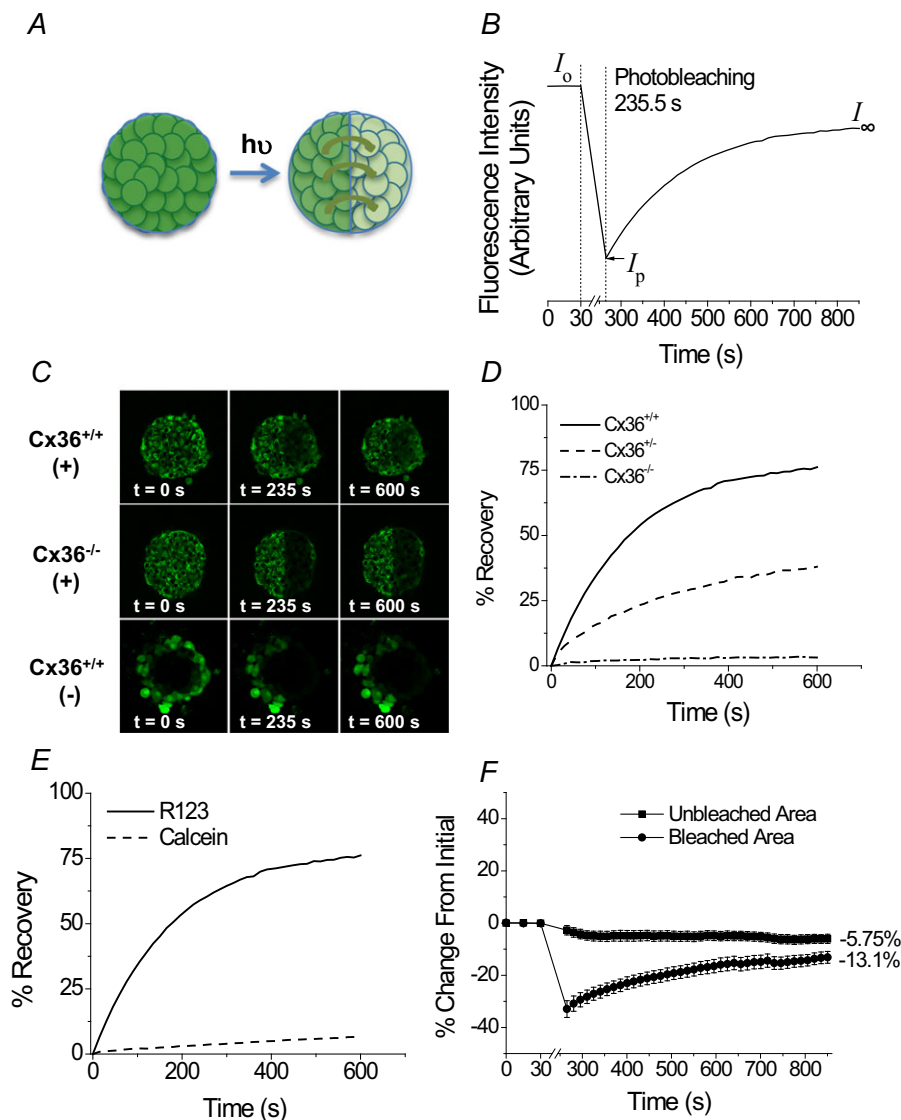 A
hυ
B
Fluorescence Intensity
(Arbitrary Units)
I₀
Photobleaching
235.5 s
I∞
Iₚ
0 30 300 400 500 600 700 800
Time (s)
C
Cx36+/+
(+)
t = 0 s t = 235 s t = 600 s
Cx36-/-
(+)
t = 0 s t = 235 s t = 600 s
Cx36+/+
(-)
t = 0 s t = 235 s t = 600 s
D
% Recovery
100
75
50
25
0
Cx36+/+
Cx36+/-
Cx36-/-
0 200 400 600
Time (s)
E
% Recovery
100
75
50
25
0
R123
Calcein
0 200 400 600
Time (s)
F
% Change From Initial
40
20
0
-20
-40
Unbleached Area
Bleached Area
-5.75%
-13.1%
0 30 300 400 500 600 700 800
Time (s)